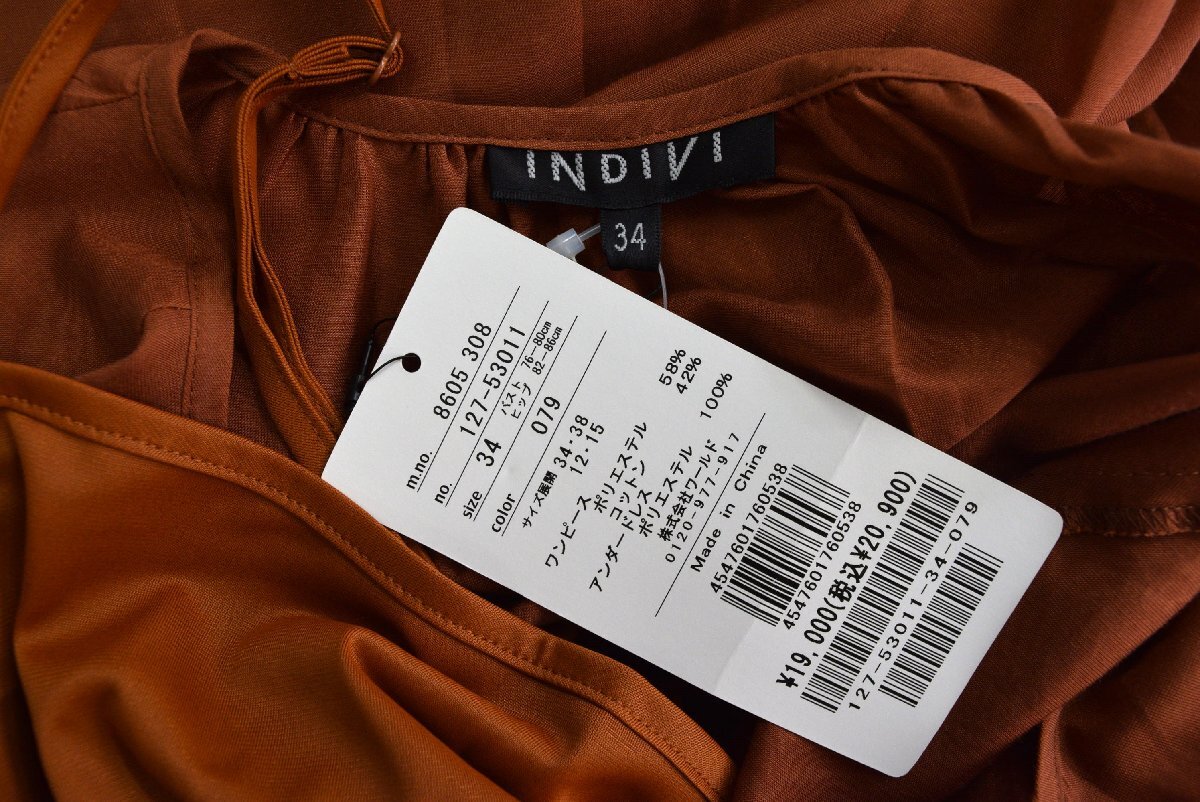 INDIVI
34
m.no. 8605 308
no. 127-53011
size 34 バスト 76-80cm
ヒップ 82-86cm
color 079
サイズ展開 34・38
12・15
ワンピース
ポリエステル 58%
コットン 42%
アンダードレス
ポリエステル 100%
株式会社ワールド
0120-977-917
Made in China
4547601760538
4547601760538
¥19,000(税込¥20,900)
127-53011-34-079